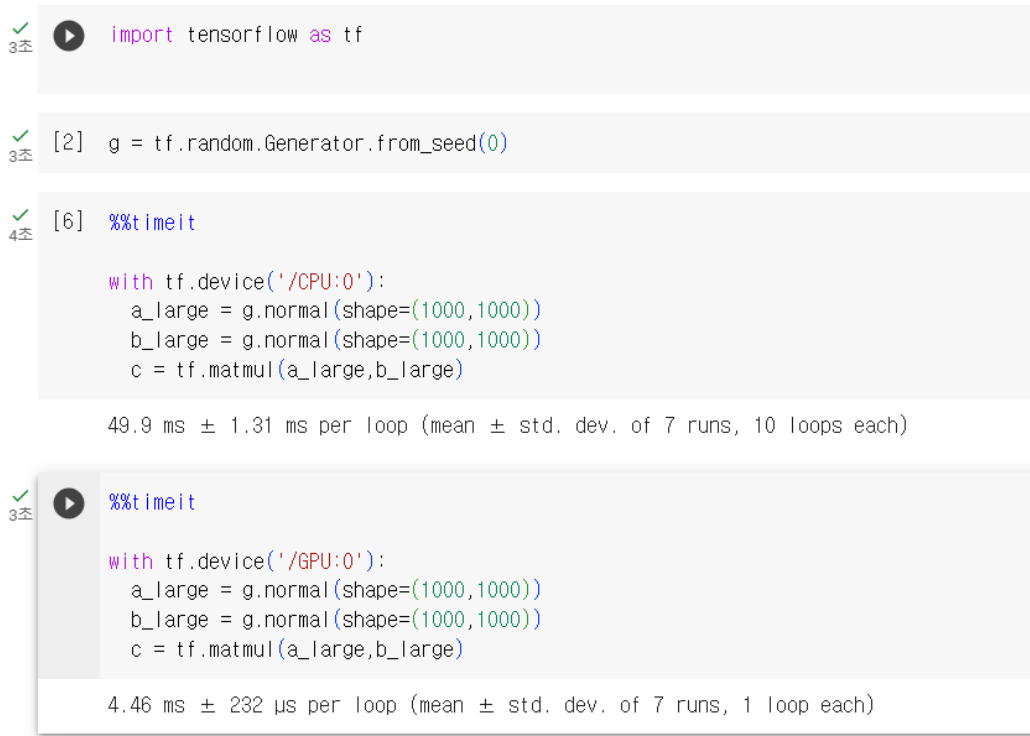 3초 import tensorflow as tf
3초 [2] g = tf.random.Generator.from_seed(0)
4초 [6] %%timeit
with tf.device('/CPU:0'):
  a_large = g.normal(shape=(1000,1000))
  b_large = g.normal(shape=(1000,1000))
  c = tf.matmul(a_large,b_large)
49.9 ms ± 1.31 ms per loop (mean ± std. dev. of 7 runs, 10 loops each)
3초 %%timeit
with tf.device('/GPU:0'):
  a_large = g.normal(shape=(1000,1000))
  b_large = g.normal(shape=(1000,1000))
  c = tf.matmul(a_large,b_large)
4.46 ms ± 232 µs per loop (mean ± std. dev. of 7 runs, 1 loop each)